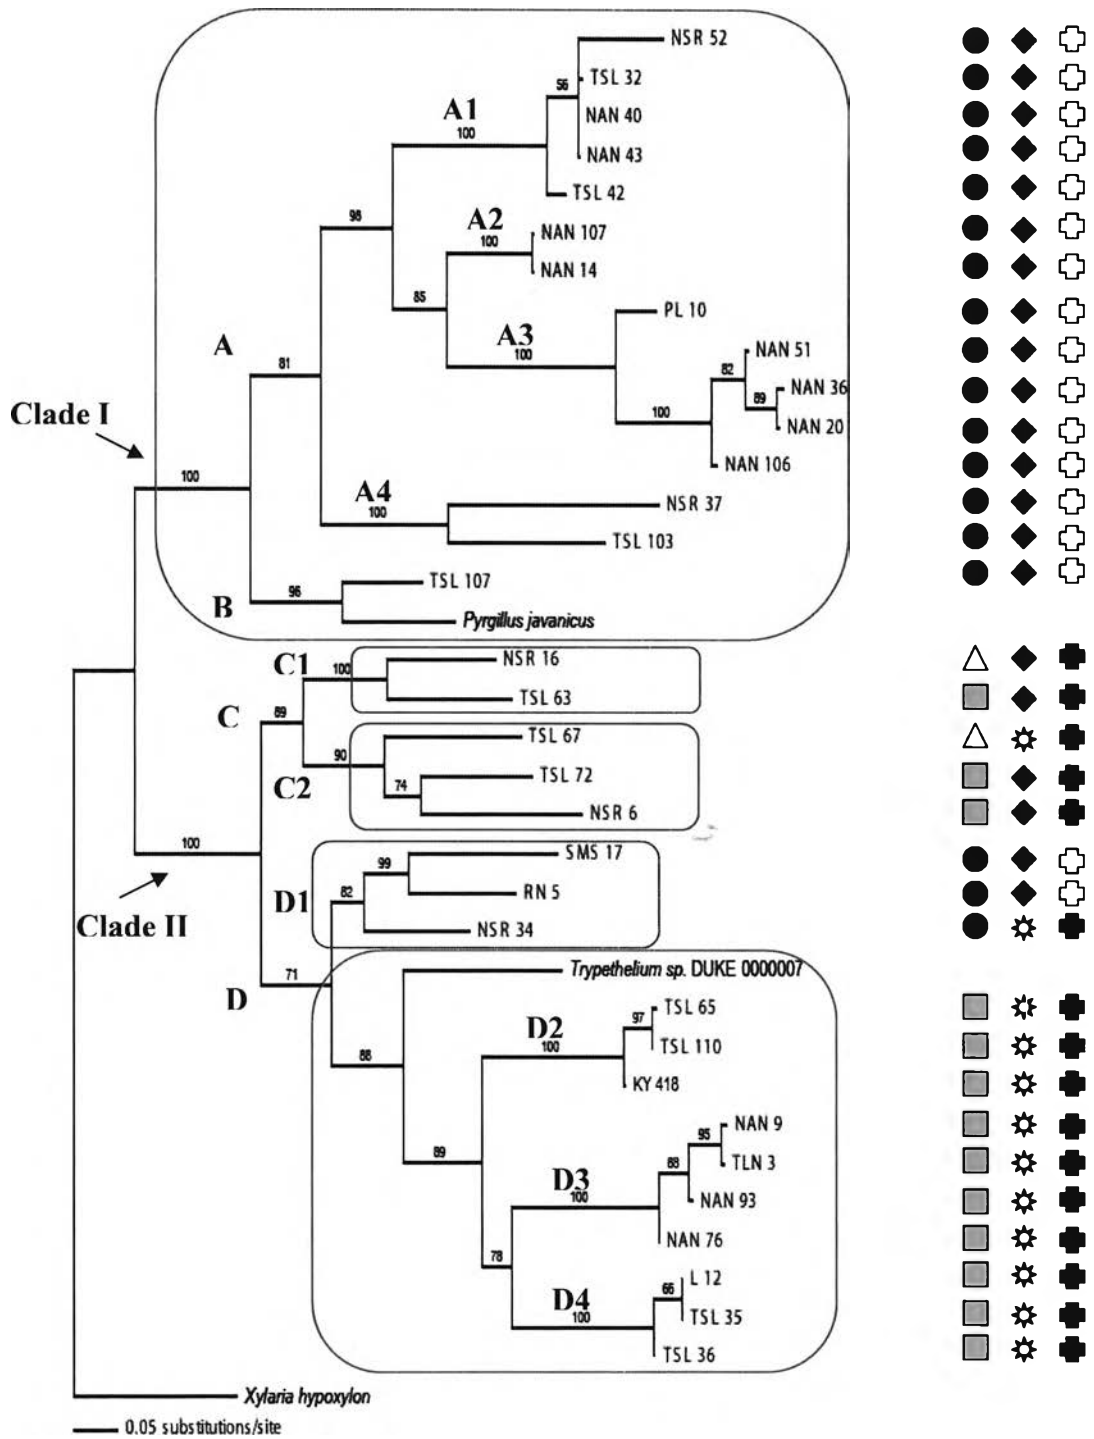 NSR 52
TSL 32
56
NAN 40
A1
100
NAN 43
TSL 42
98
A2
NAN 107
100
NAN 14
85
PL 10
A3
100
A
81
NAN 51
82
NAN 36
89
Clade I
NAN 20
100
NAN 106
100
A4
NSR 37
100
TSL 103
TSL 107
96
B
Pyrgillus javanicus
C1
NSR 16
100
TSL 63
C
89
TSL 67
90
C2
TSL 72
74
NSR 6
100
SMS 17
99
RN 5
82
D1
Clade II
NSR 34
71
Trypethelium sp. DUKE 0000007
D
D2
TSL 65
97
100
TSL 110
88
KY 418
NAN 9
95
89
TLN 3
68
D3
NAN 93
100
NAN 76
78
L 12
66
D4
TSL 35
100
TSL 36
Xylaria hypoxylon
0.05 substitutions/site